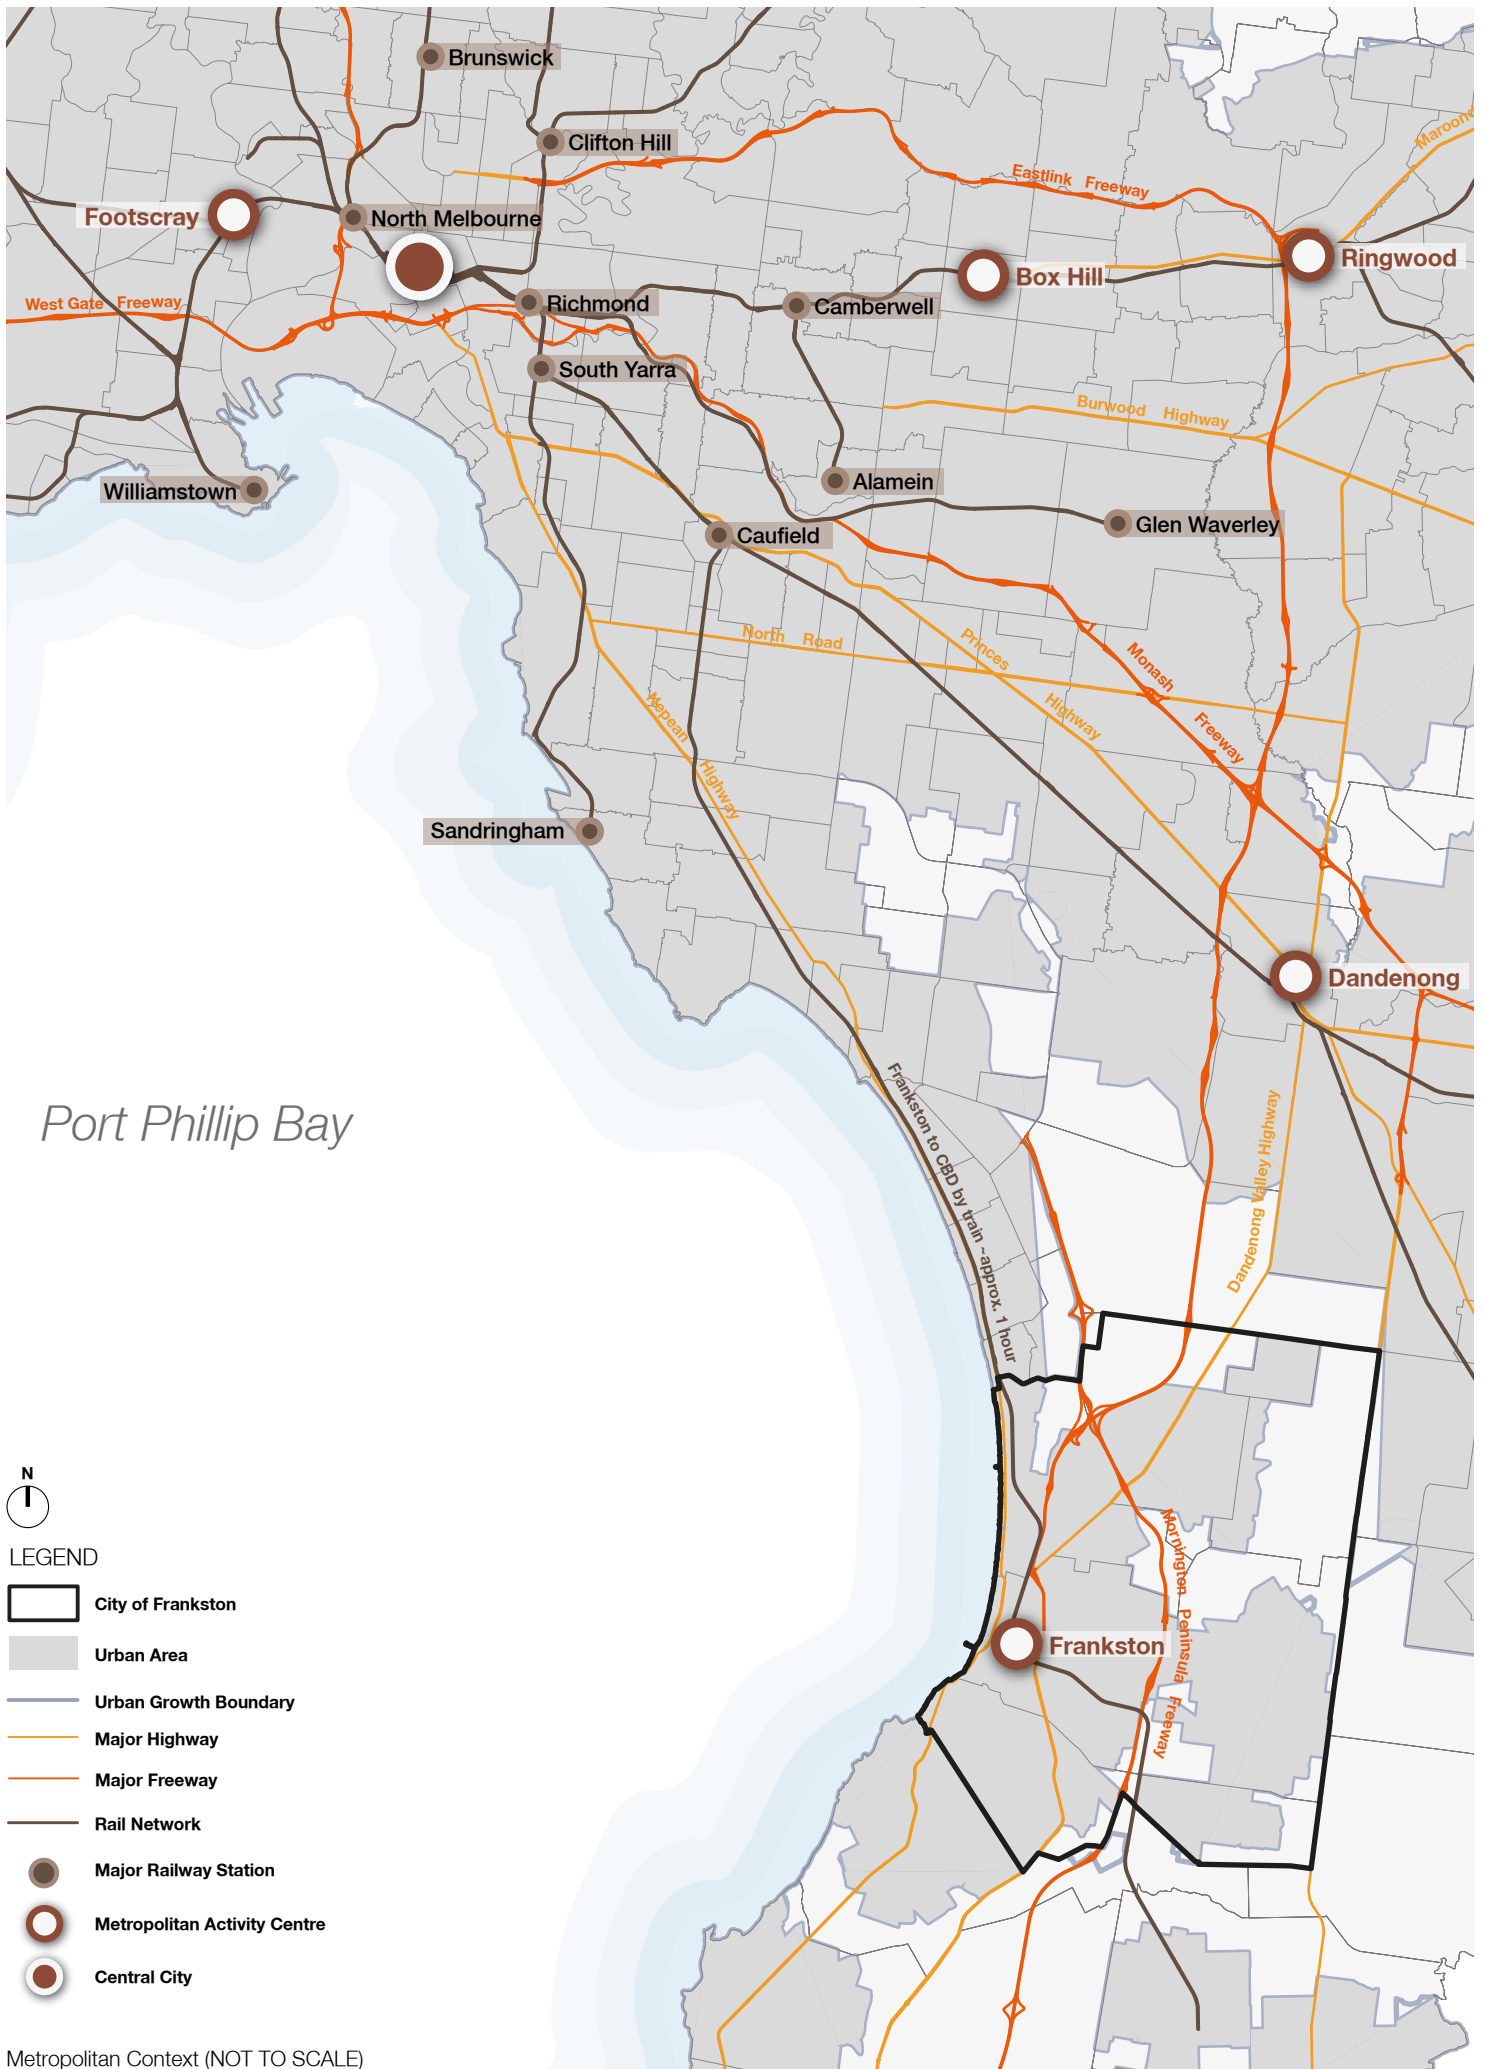 Brunswick
Clifton Hill
Maroond
Eastlink Freeway
Footscray
North Melbourne
Ringwood
Box Hill
West Gate Freeway
Richmond
Camberwell
South Yarra
Burwood Highway
Williamstown
Alamein
Glen Waverley
Caufield
North Road
Princes Highway
Monash Freeway
Nepean Highway
Sandringham
Dandenong
Port Phillip Bay
Frankston to CBD by train ~approx. 1 hour
Dandenong Valley Highway
Mornington Peninsula Freeway
Frankston
N
LEGEND
City of Frankston
Urban Area
Urban Growth Boundary
Major Highway
Major Freeway
Rail Network
Major Railway Station
Metropolitan Activity Centre
Central City
Metropolitan Context (NOT TO SCALE)